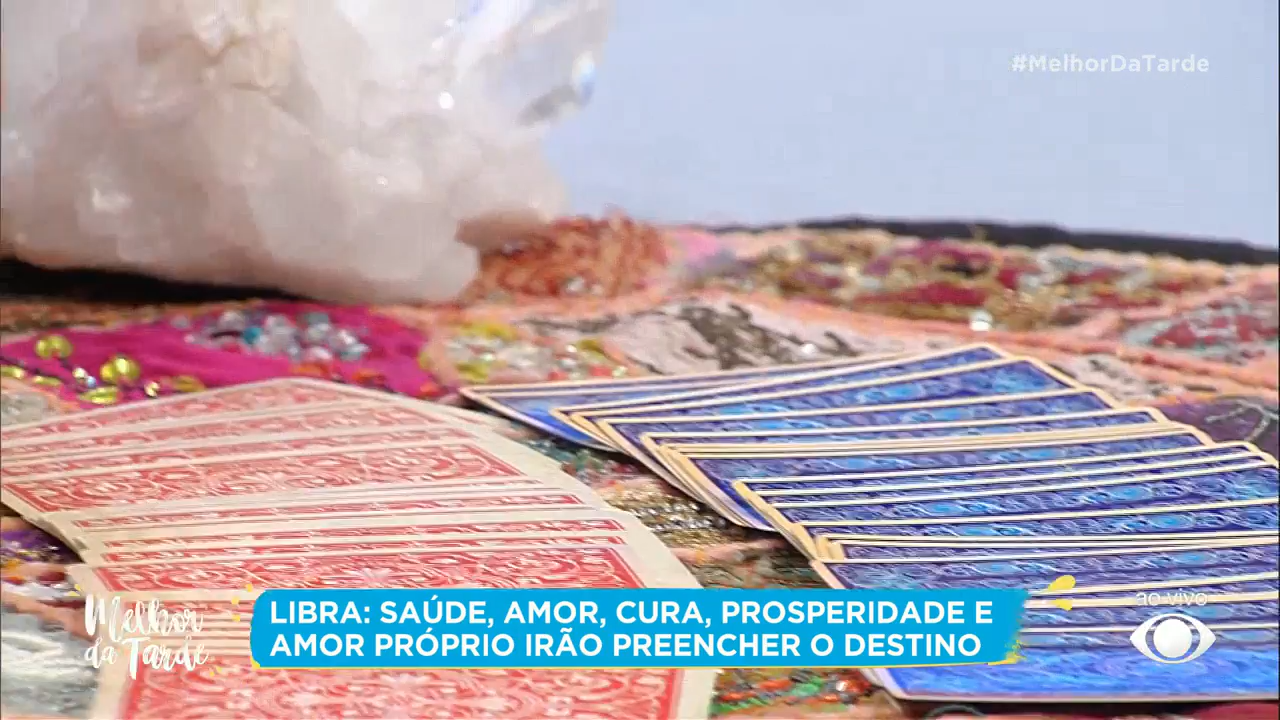 #MelhorDaTarde
Melhor
da Tarde
LIBRA: SAÚDE, AMOR, CURA, PROSPERIDADE E
AMOR PRÓPRIO IRÃO PREENCHER O DESTINO
AO VIVO